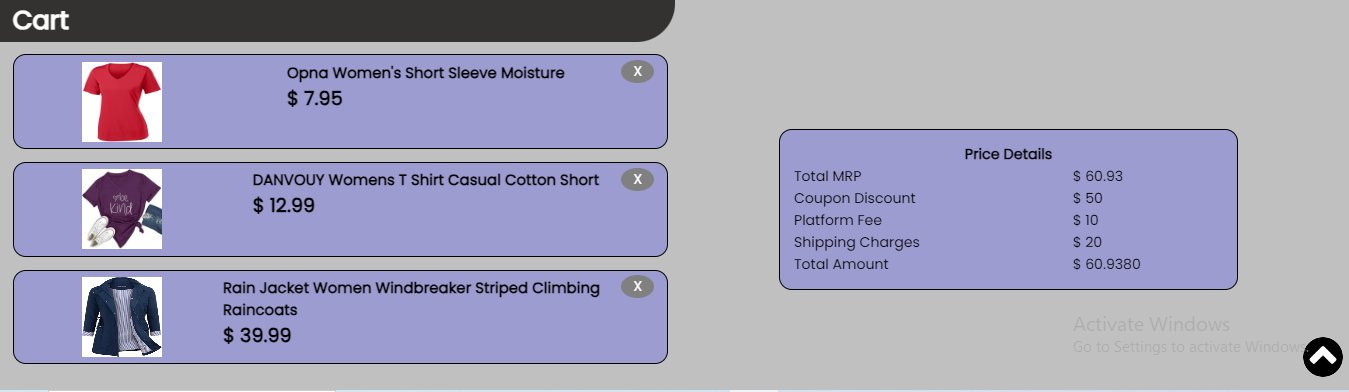 Cart
Opna Women's Short Sleeve Moisture
X
$ 7.95
DANVOUY Womens T Shirt Casual Cotton Short
X
$ 12.99
be
kind
Rain Jacket Women Windbreaker Striped Climbing
Raincoats
X
$ 39.99
Price Details
Total MRP $ 60.93
Coupon Discount $ 50
Platform Fee $ 10
Shipping Charges $ 20
Total Amount $ 60.9380
Activate Windows
Go to Settings to activate Windows.